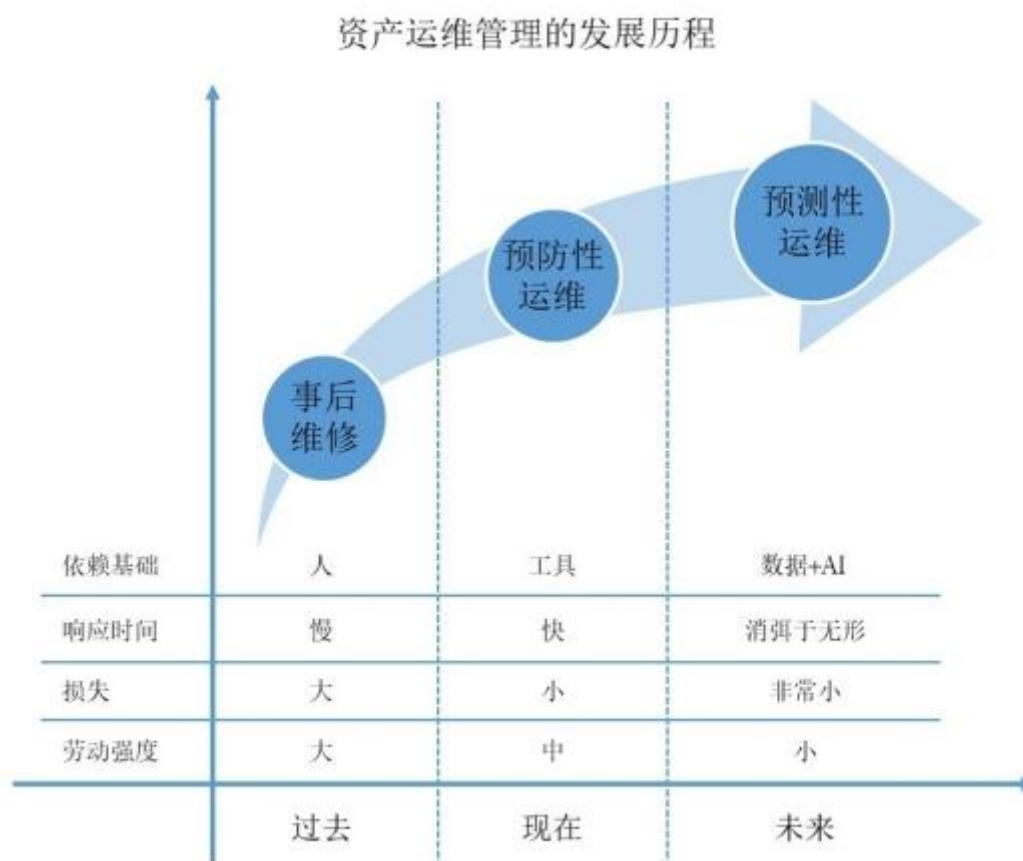 资产运维管理的发展历程
预测性
运维
预防性
运维
事后
维修
依赖基础 人 工具 数据+AI
响应时间 慢 快 消弭于无形
损失 大 小 非常小
劳动强度 大 中 小
过去 现在 未来